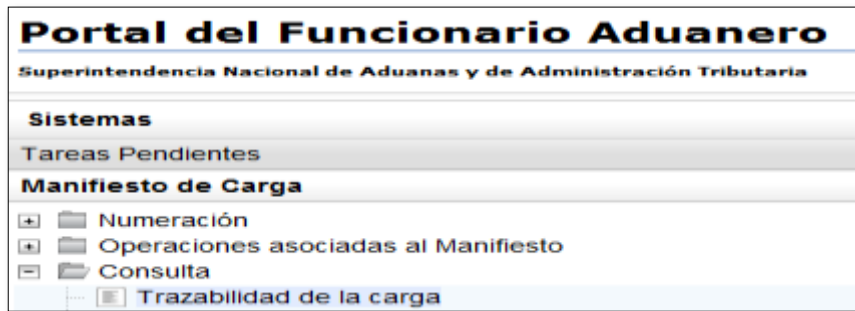 Portal del Funcionario Aduanero
Superintendencia Nacional de Aduanas y de Administración Tributaria
Sistemas
Tareas Pendientes
Manifiesto de Carga
Numeración
Operaciones asociadas al Manifiesto
Consulta
Trazabilidad de la carga